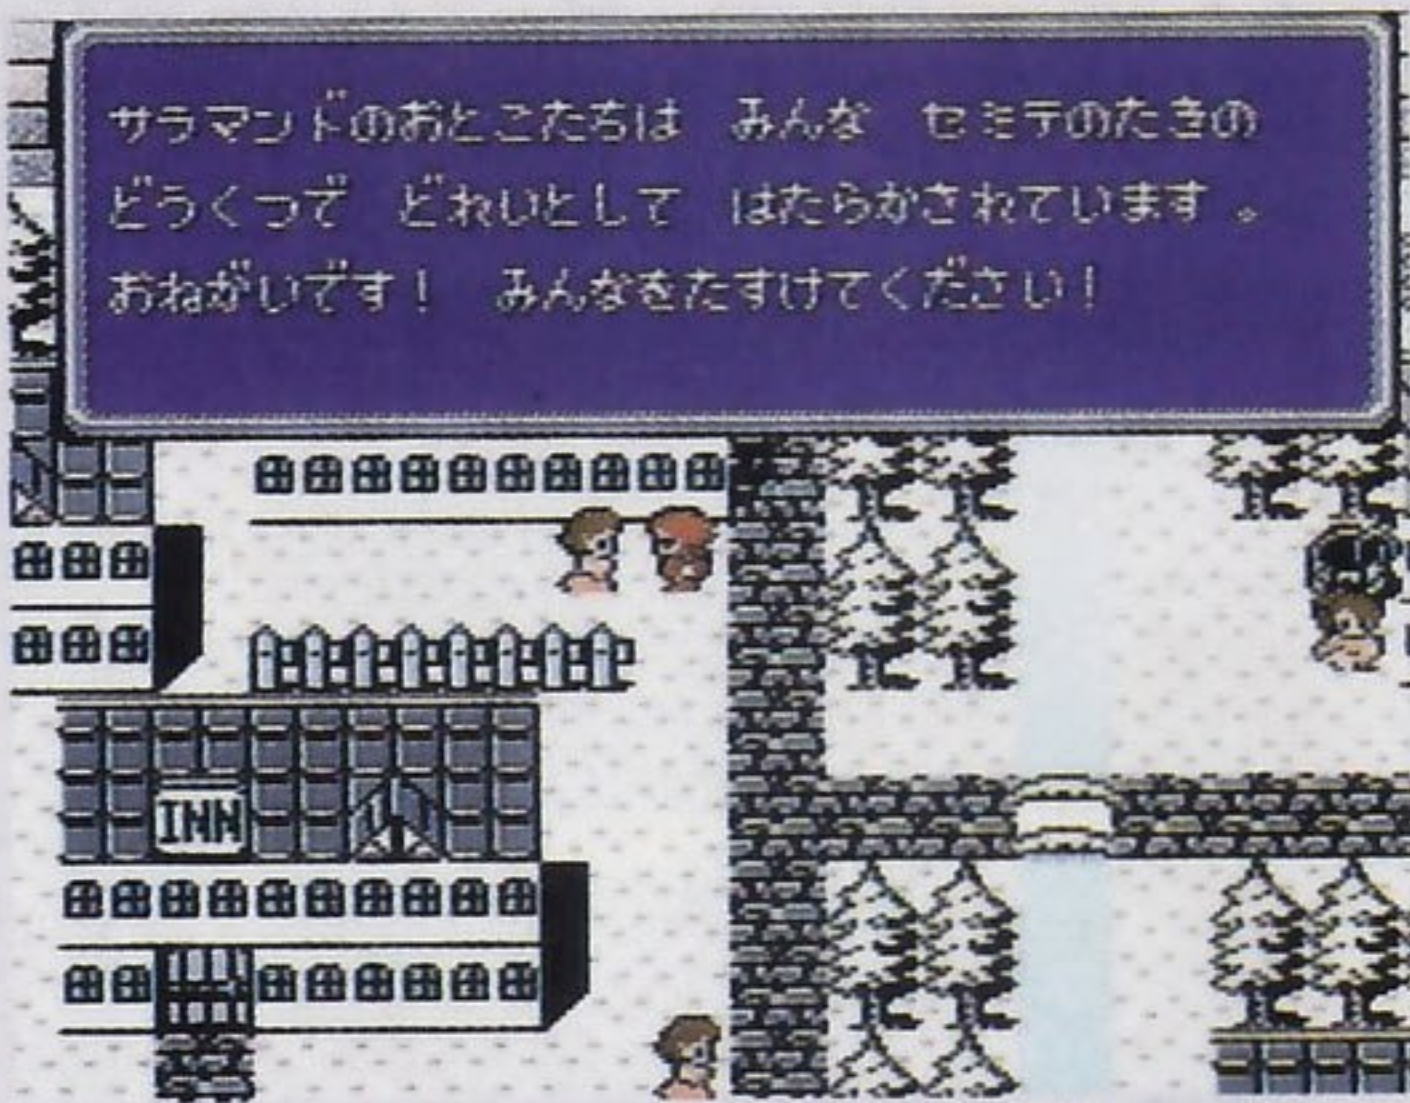 サラマンドのおとこたちは　みんな　セミテのたきの
どうくつで　どれいとして　はたらかされています。
おねがいです！　みんなをたすけてください！
INN